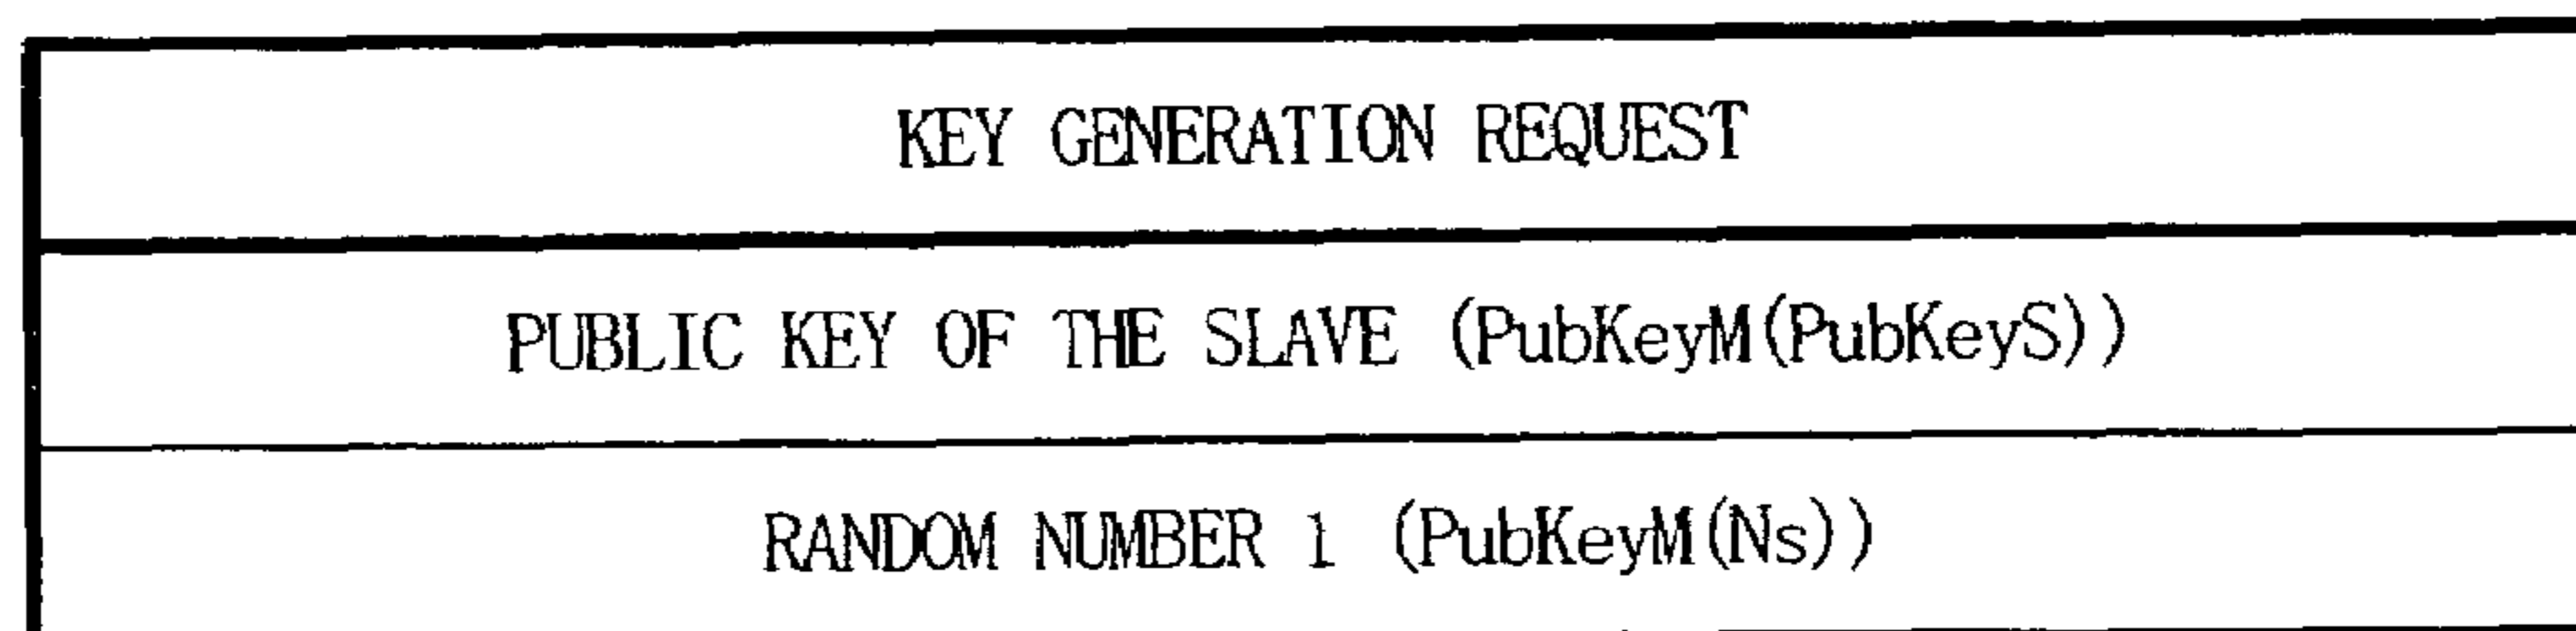 KEY GENERATION REQUEST
PUBLIC KEY OF THE SLAVE (PubKeyM(PubKeyS))
RANDOM NUMBER 1 (PubKeyM(Ns))